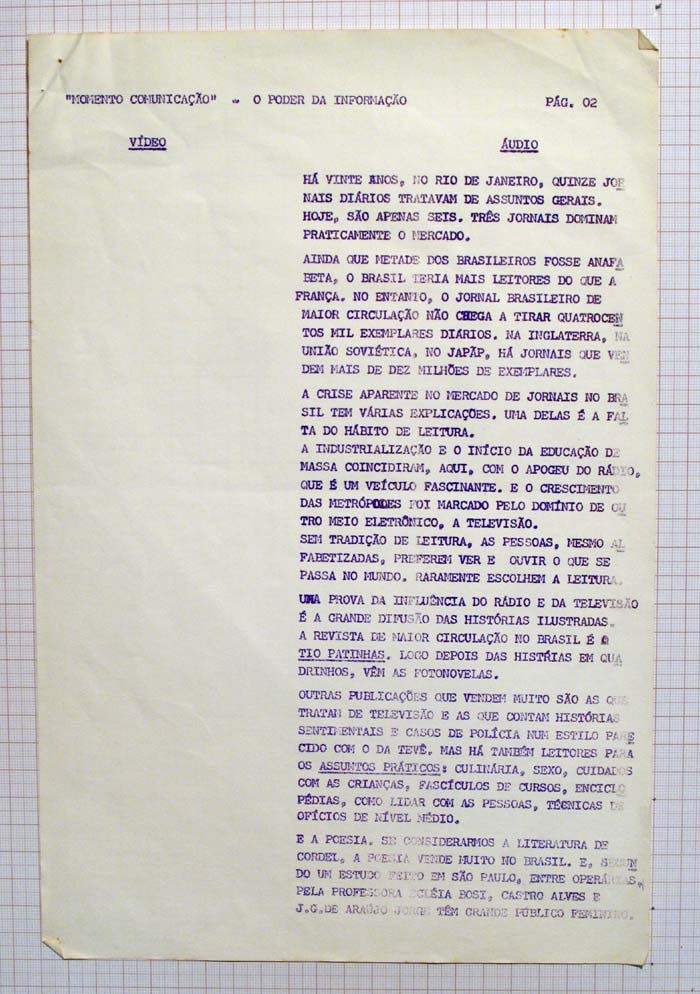 "MOMENTO COMUNICAÇÃO" - O PODER DA INFORMAÇÃO PÁG. 02
VÍDEO ÁUDIO
HÁ VINTE ANOS, NO RIO DE JANEIRO, QUINZE JOR
NAIS DIÁRIOS TRATAVAM DE ASSUNTOS GERAIS.
HOJE, SÃO APENAS SEIS. TRÊS JORNAIS DOMINAM
PRATICAMENTE O MERCADO.
AINDA QUE METADE DOS BRASILEIROS FOSSE ANAFA
BETA, O BRASIL TERIA MAIS LEITORES DO QUE A
FRANÇA. NO ENTANTO, O JORNAL BRASILEIRO DE
MAIOR CIRCULAÇÃO NÃO CHEGA A TIRAR QUATROCEN
TOS MIL EXEMPLARES DIÁRIOS. NA INGLATERRA, NA
UNIÃO SOVIÉTICA, NO JAPÃP, HÁ JORNAIS QUE VEN
DEM MAIS DE DEZ MILHÕES DE EXEMPLARES.
A CRISE APARENTE NO MERCADO DE JORNAIS NO BRA
SIL TEM VÁRIAS EXPLICAÇÕES. UMA DELAS É A FAL
TA DO HÁBITO DE LEITURA.
A INDUSTRIALIZAÇÃO E O INÍCIO DA EDUCAÇÃO DE
MASSA COINCIDIRAM, AQUI, COM O APOGEU DO RÁDIO,
QUE É UM VEÍCULO FASCINANTE. E O CRESCIMENTO
DAS METRÓPOLES FOI MARCADO PELO DOMÍNIO DE OU
TRO MEIO ELETRÔNICO, A TELEVISÃO.
SEM TRADIÇÃO DE LEITURA, AS PESSOAS, MESMO AL
FABETIZADAS, PREFEREM VER E OUVIR O QUE SE
PASSA NO MUNDO. RARAMENTE ESCOLHEM A LEITURA.
UMA PROVA DA INFLUÊNCIA DO RÁDIO E DA TELEVISÃO
É A GRANDE DIFUSÃO DAS HISTÓRIAS ILUSTRADAS.
A REVISTA DE MAIOR CIRCULAÇÃO NO BRASIL É O
TIO PATINHAS. LOGO DEPOIS DAS HISTÍRIAS EM QUA
DRINHOS, VÊM AS FOTONOVELAS.
OUTRAS PUBLICAÇÕES QUE VENDEM MUITO SÃO AS QUE
TRATAM DE TELEVISÃO E AS QUE CONTAM HISTÓRIAS
SENTIMENTAIS E CASOS DE POLÍCIA NUM ESTILO PARE
CIDO COM O DA TEVÊ. MAS HÁ TAMBÉM LEITORES PARA
OS ASSUNTOS PRÁTICOS: CULINÁRIA, SEXO, CUIDADOS
COM AS CRIANÇAS, FASCÍCULOS DE CURSOS, ENCICLO
PÉDIAS, COMO LIDAR COM AS PESSOAS, TÉCNICAS DE
OFÍCIOS DE NÍVEL MÉDIO.
E A POESIA. SE CONSIDERARMOS A LITERATURA DE
CORDEL, A POESIA VENDE MUITO NO BRASIL. E, SEGUN
DO UM ESTUDO FEITO EM SÃO PAULO, ENTRE OPERÁRIAS,
PELA PROFESSORA ECLÉIA BOSI, CASTRO ALVES E
J.G.DE ARAÚJO JORGE TÊM GRANDE PÚBLICO FEMININO.